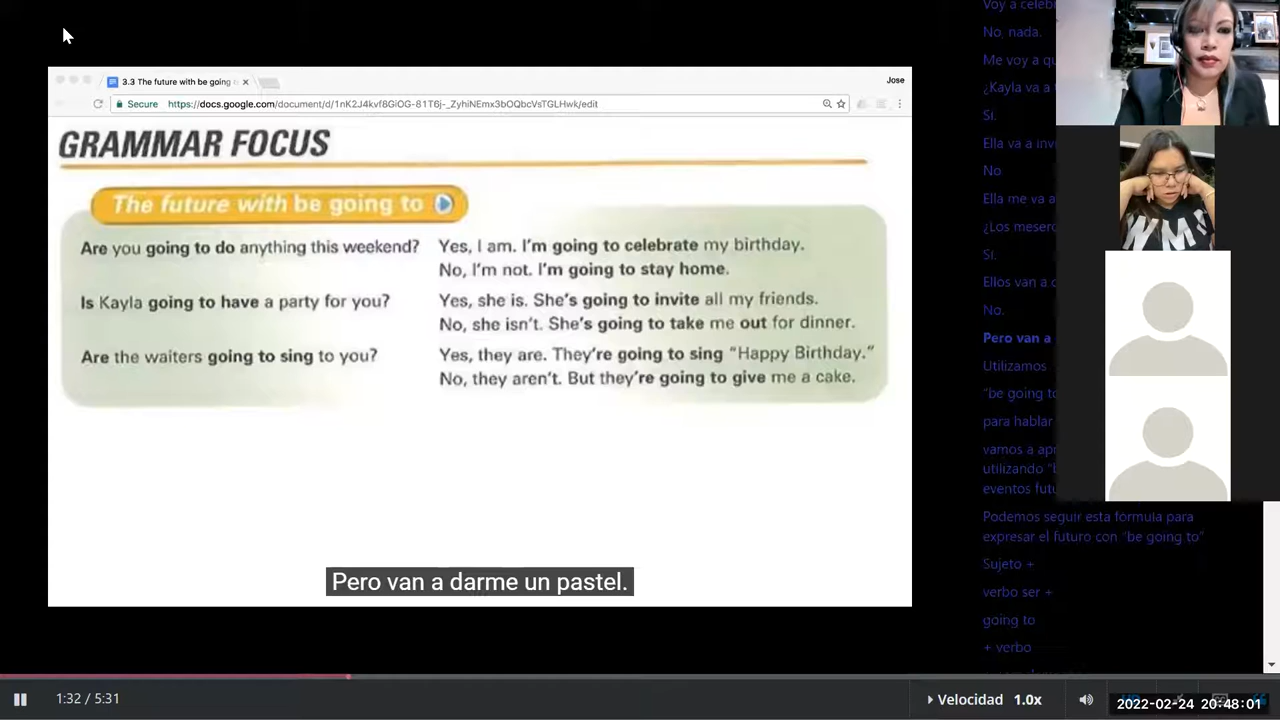 3.3 The future with be going
Jose
Secure https://docs.google.com/document/d/1nK2J4kvf8GiOG-81T6j-_ZyhiNEmx3bOQbcVsTGLHwk/edit
GRAMMAR FOCUS
The future with be going to
Are you going to do anything this weekend?
Yes, I am. I'm going to celebrate my birthday.
No, I'm not. I'm going to stay home.
Is Kayla going to have a party for you?
Yes, she is. She's going to invite all my friends.
No, she isn't. She's going to take me out for dinner.
Are the waiters going to sing to you?
Yes, they are. They're going to sing "Happy Birthday."
No, they aren't. But they're going to give me a cake.
Pero van a darme un pastel.
Voy a celeb
No, nada.
Me voy a qu
¿Kayla va a
Sí.
Ella va a inv
No
Ella me va a
¿Los mesero
Sí.
Ellos van a c
No.
Pero van a
Utilizamos
"be going to
para hablar
vamos a apr
utilizando "b
eventos futu
Podemos seguir esta fórmula para
expresar el futuro con "be going to"
Sujeto +
verbo ser +
going to
+ verbo
1:32 / 5:31
Velocidad 1.0x
2022-02-24 20:48:01